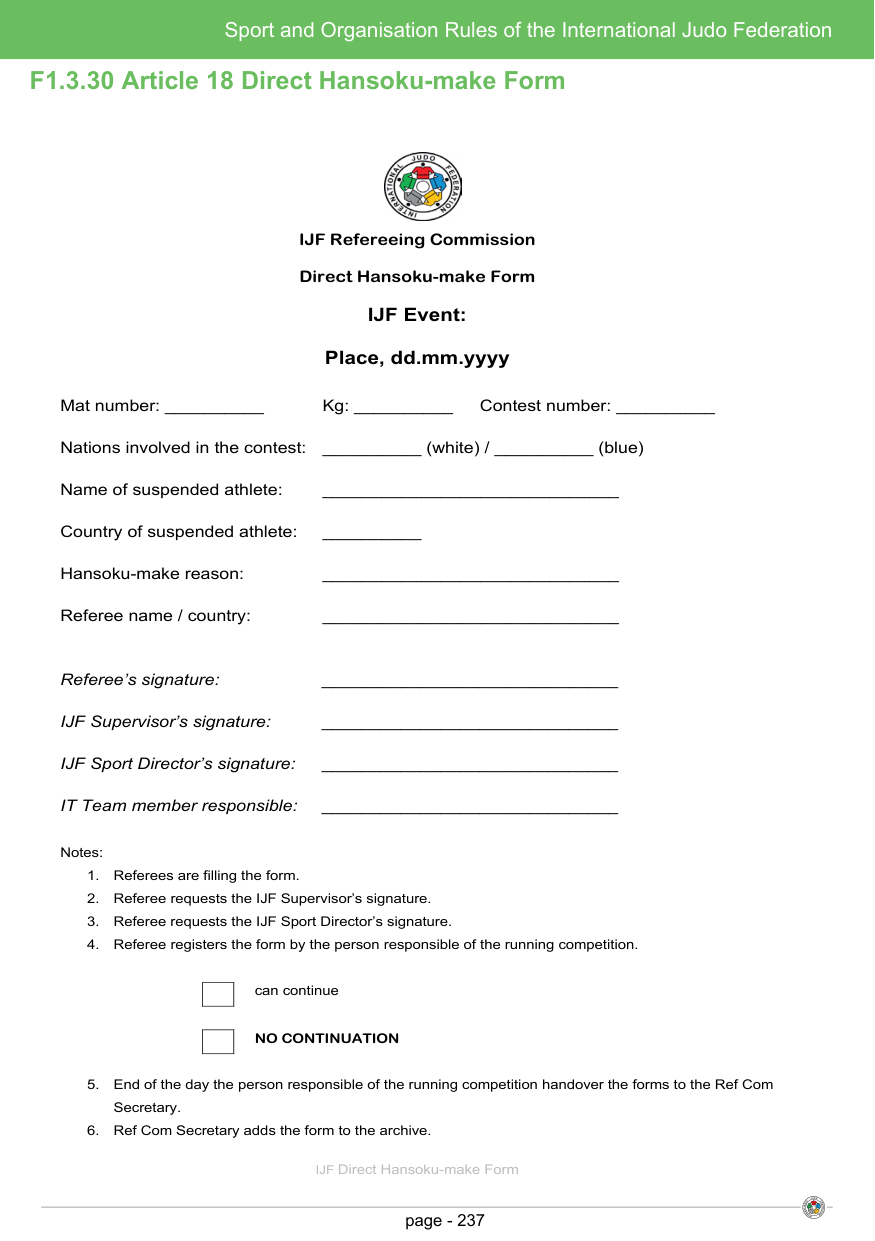 Sport and Organisation Rules of the International Judo Federation
F1.3.30 Article 18 Direct Hansoku-make Form
INTERNATIONAL JUDO FEDERATION
IJF Refereeing Commission
Direct Hansoku-make Form
IJF Event:
Place, dd.mm.yyyy
Mat number: __________ Kg: __________ Contest number: __________
Nations involved in the contest: __________ (white) / __________ (blue)
Name of suspended athlete: ______________________________
Country of suspended athlete: __________
Hansoku-make reason: ______________________________
Referee name / country: ______________________________
Referee’s signature: ______________________________
IJF Supervisor’s signature: ______________________________
IJF Sport Director’s signature: ______________________________
IT Team member responsible: ______________________________
Notes:
1. Referees are filling the form.
2. Referee requests the IJF Supervisor’s signature.
3. Referee requests the IJF Sport Director’s signature.
4. Referee registers the form by the person responsible of the running competition.
can continue
NO CONTINUATION
5. End of the day the person responsible of the running competition handover the forms to the Ref Com
Secretary.
6. Ref Com Secretary adds the form to the archive.
IJF Direct Hansoku-make Form
page - 237